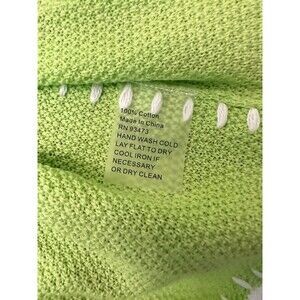 100% Cotton
Made In China
RN 93473
HAND WASH COLD
LAY FLAT TO DRY
COOL IRON IF
NECESSARY
OR DRY CLEAN